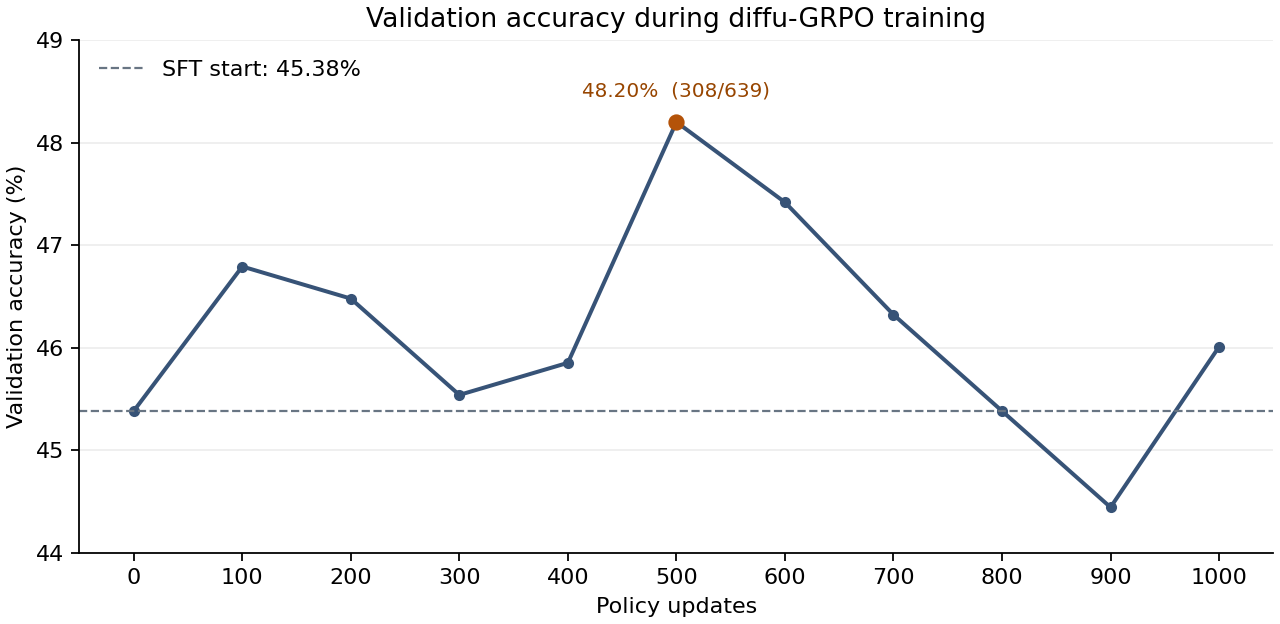 Validation accuracy during diffu-GRPO training
SFT start: 45.38%
48.20% (308/639)
Validation accuracy (%)
49
48
47
46
45
44
0 100 200 300 400 500 600 700 800 900 1000
Policy updates